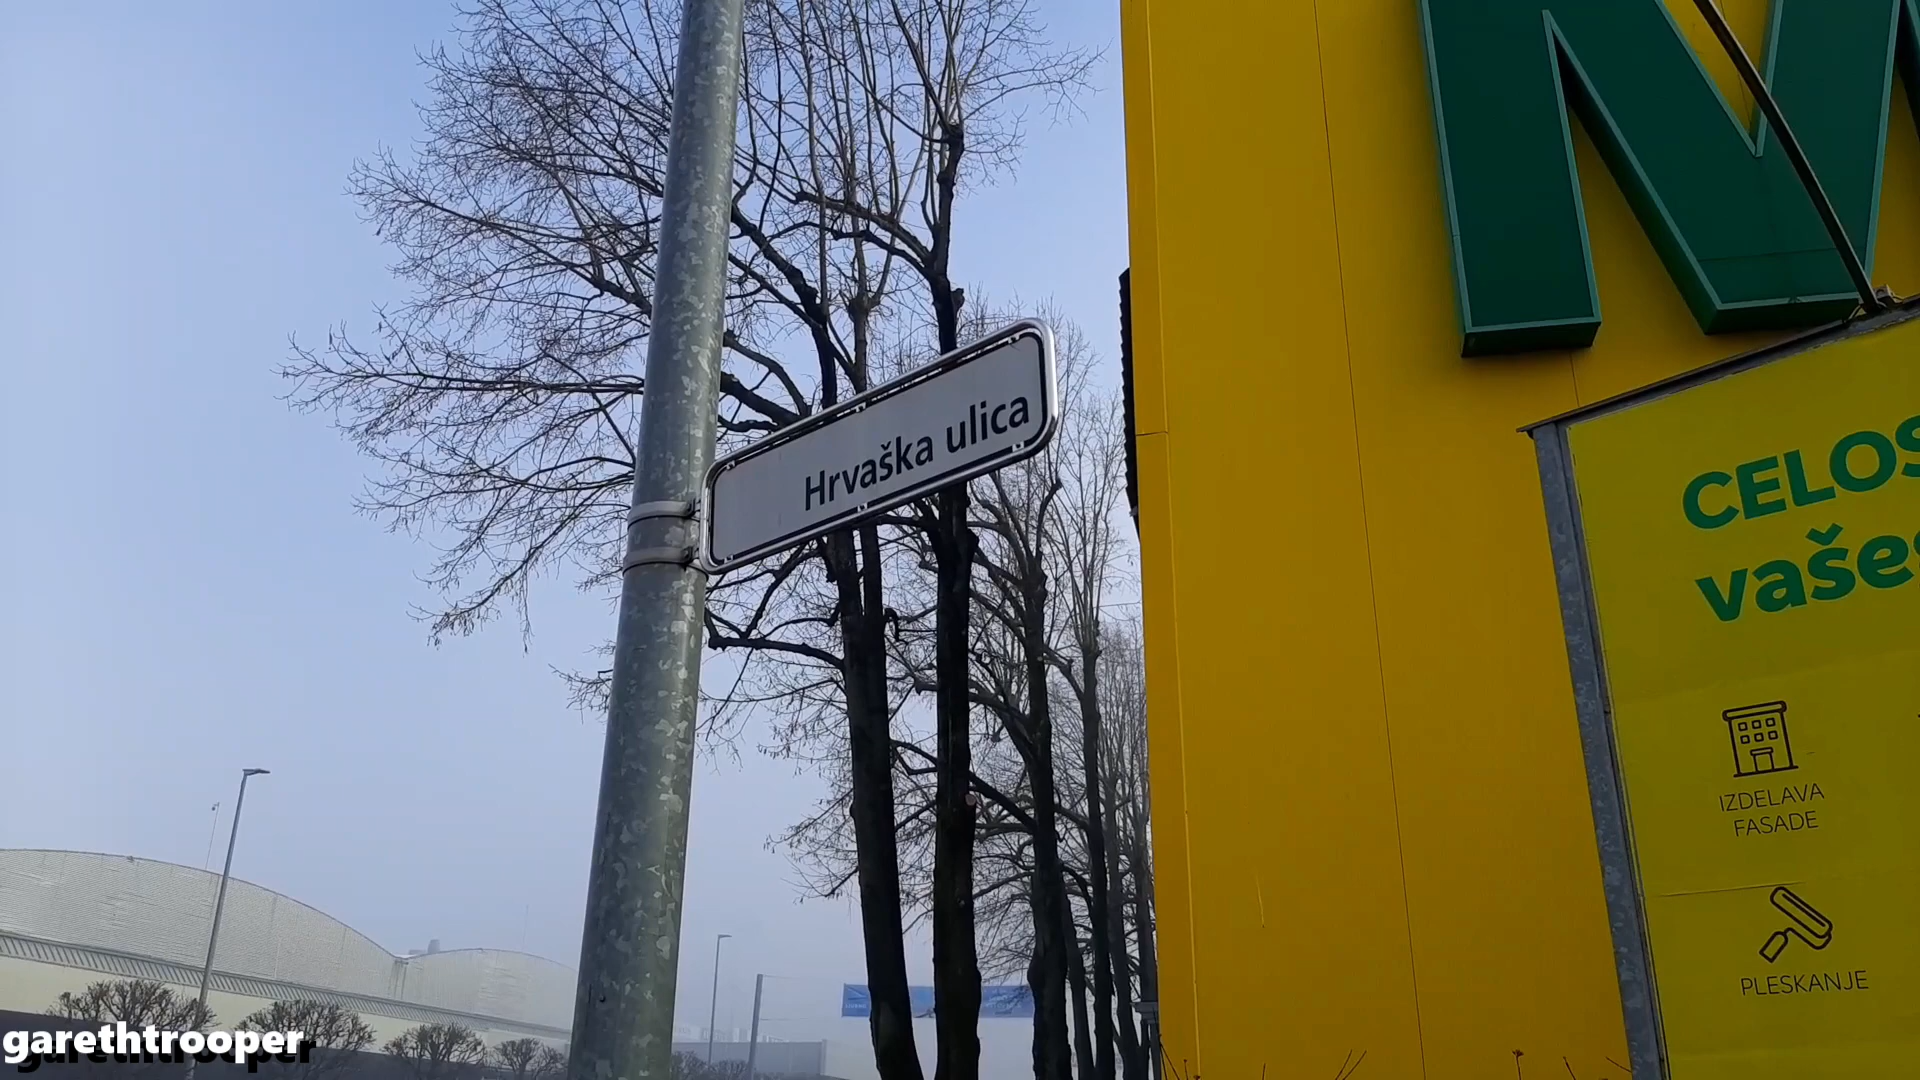 Hrvaška ulica
CELOS
vaše
IZDELAVA
FASADE
PLESKANJE
garethtrooper